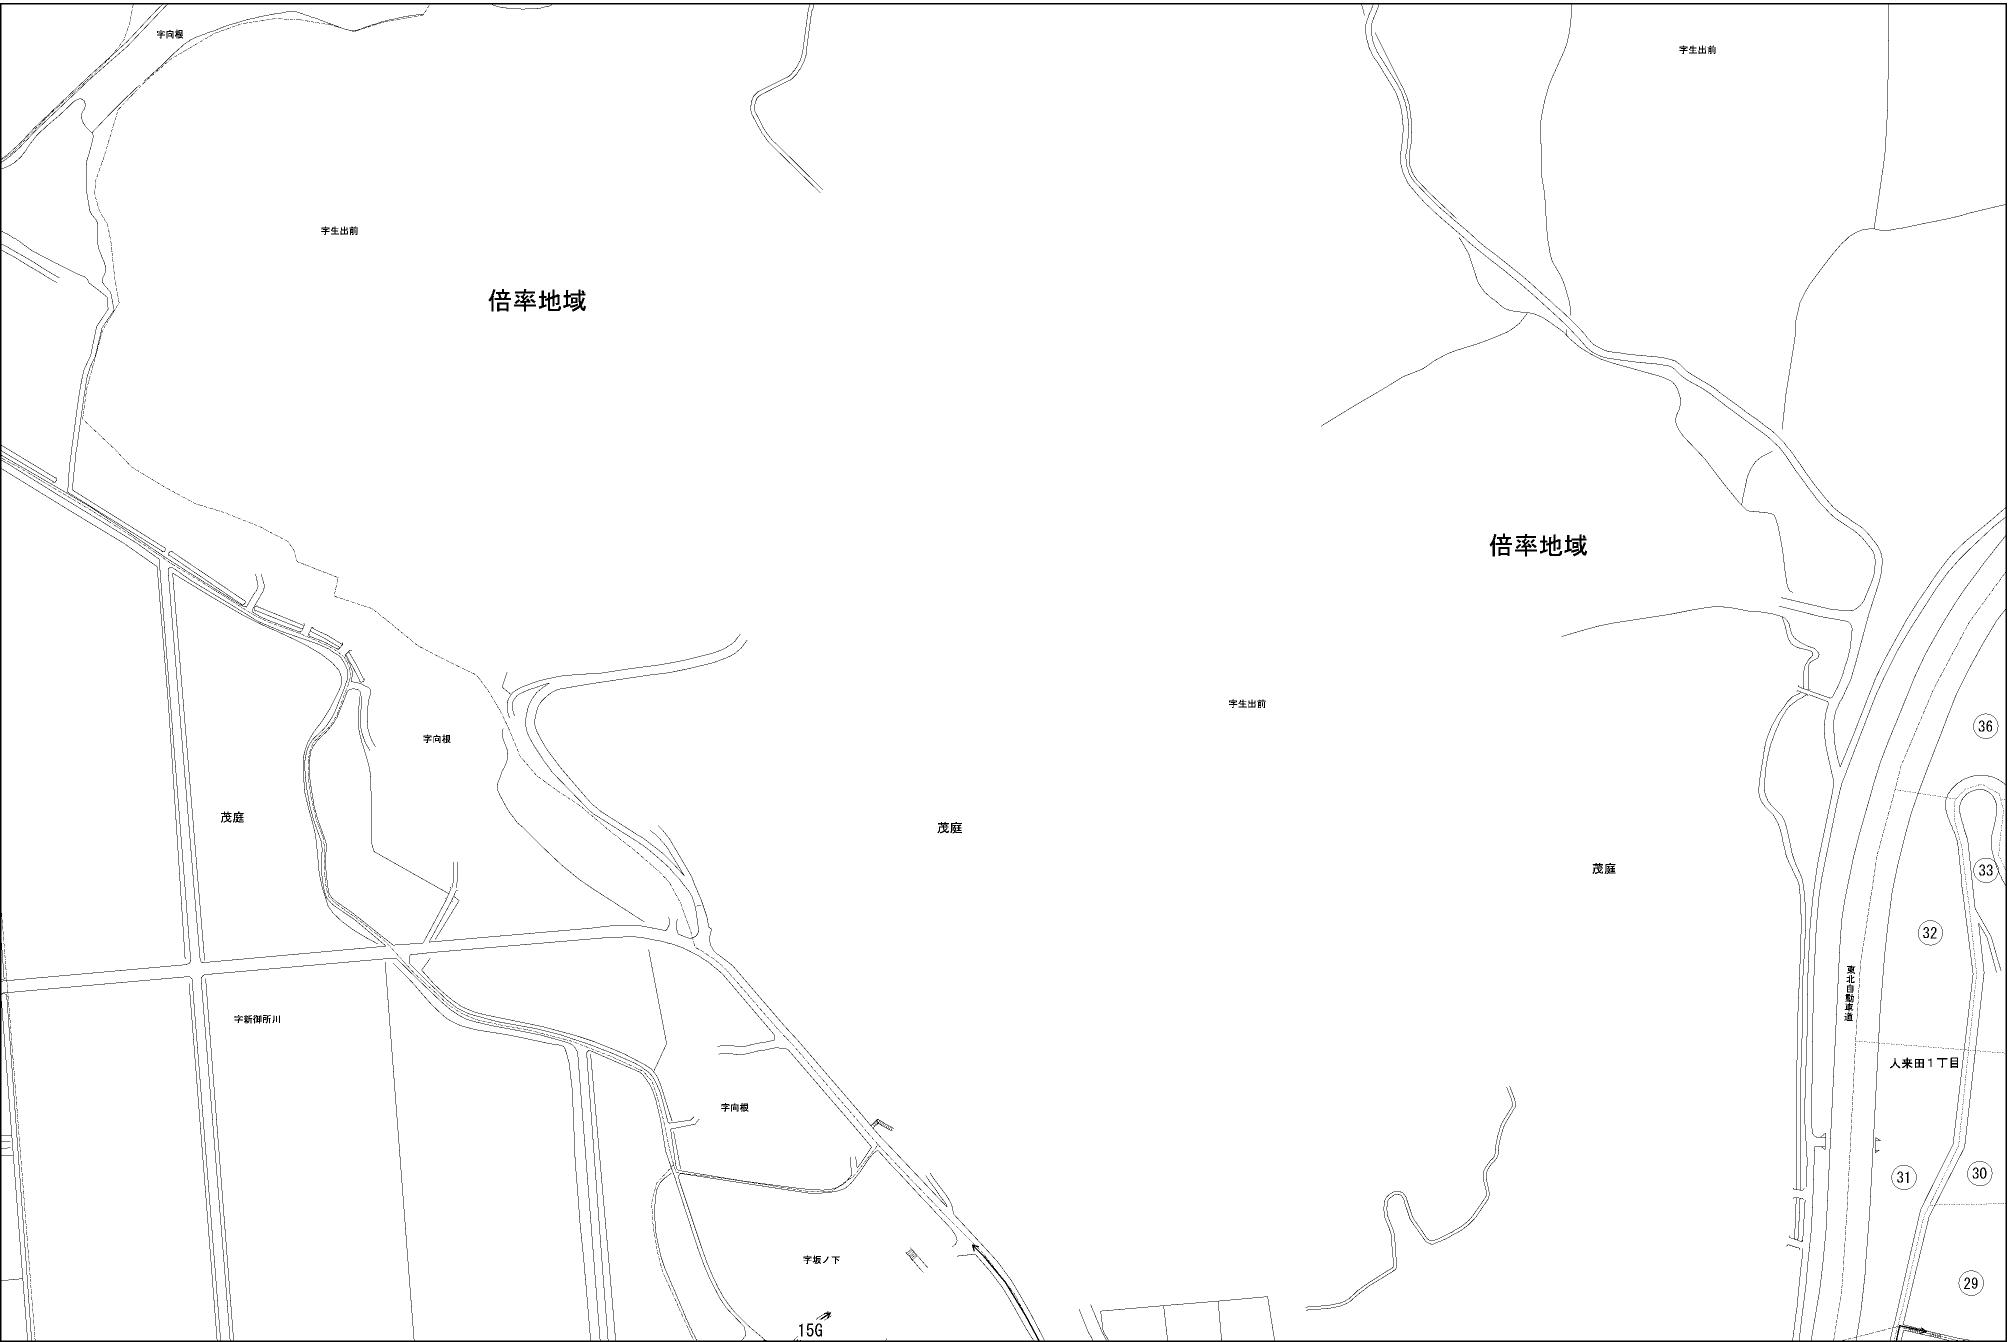 字向根
字生出前
字生出前
倍率地域
倍率地域
字生出前
36
字向根
茂庭
茂庭
茂庭
33
32
東北自動車道
字新御所川
人来田1丁目
字向根
31
30
字坂ノ下
29
15G